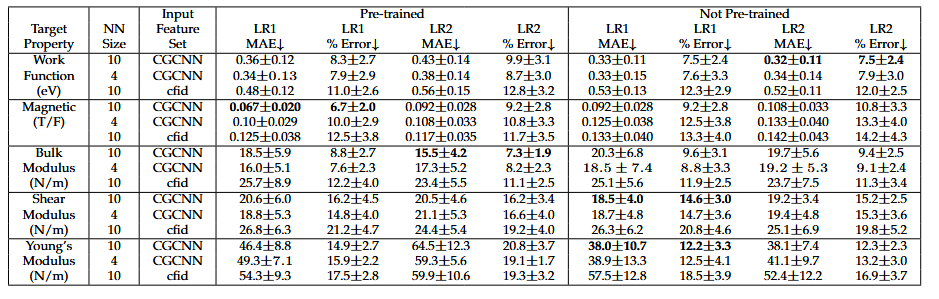 Pre-trained Not Pre-trained
Input
Target NN Feature LR1 LR1 LR2 LR2 LR1 LR1 LR2 LR2
Property Size Set MAE↓ % Error↓ MAE↓ % Error↓ MAE↓ % Error↓ MAE↓ % Error↓
Work 10 CGCNN 0.36±0.12 8.3±2.7 0.43±0.14 9.9±3.1 0.33±0.11 7.5±2.4 0.32±0.11 7.5±2.4
Function 4 CGCNN 0.34±0.13 7.9±2.9 0.38±0.14 8.7±3.0 0.33±0.15 7.6±3.3 0.34±0.14 7.9±3.0
(eV) 10 cfid 0.48±0.12 11.0±2.6 0.56±0.15 12.8±3.2 0.53±0.13 12.3±2.9 0.52±0.11 12.0±2.5
Magnetic 10 CGCNN 0.067±0.020 6.7±2.0 0.092±0.028 9.2±2.8 0.092±0.028 9.2±2.8 0.108±0.033 10.8±3.3
(T/F) 4 CGCNN 0.10±0.029 10.0±2.9 0.108±0.033 10.8±3.3 0.125±0.038 12.5±3.8 0.133±0.040 13.3±4.0
10 cfid 0.125±0.038 12.5±3.8 0.117±0.035 11.7±3.5 0.133±0.040 13.3±4.0 0.142±0.043 14.2±4.3
Bulk 10 CGCNN 18.5±5.9 8.8±2.7 15.5±4.2 7.3±1.9 20.3±6.8 9.6±3.1 19.7±5.6 9.4±2.5
Modulus 4 CGCNN 16.0±5.1 7.6±2.3 17.3±5.2 8.2±2.3 18.5 ± 7.4 8.8±3.3 19.2 ± 5.3 9.1±2.4
(N/m) 10 cfid 25.7±8.9 12.2±4.0 23.4±5.5 11.1±2.5 25.1±5.6 11.9±2.5 23.7±7.5 11.3±3.4
Shear 10 CGCNN 20.6±6.0 16.2±4.5 20.5±4.6 16.2±3.4 18.5±4.0 14.6±3.0 19.2±3.4 15.2±2.5
Modulus 4 CGCNN 18.8±5.3 14.8±4.0 21.1±5.3 16.6±4.0 18.7±4.8 14.7±3.6 19.4±4.8 15.3±3.6
(N/m) 10 cfid 26.8±6.3 21.2±4.7 24.4±5.4 19.2±4.0 26.3±6.2 20.8±4.6 25.1±6.9 19.8±5.2
Young's 10 CGCNN 46.4±8.8 14.9±2.7 64.5±12.3 20.8±3.7 38.0±10.7 12.2±3.3 38.1±7.4 12.3±2.3
Modulus 4 CGCNN 49.3±7.1 15.9±2.2 59.3±5.6 19.1±1.7 38.9±13.3 12.5±4.1 41.1±9.7 13.2±3.0
(N/m) 10 cfid 54.3±9.3 17.5±2.8 59.9±10.6 19.3±3.2 57.5±12.8 18.5±3.9 52.4±12.2 16.9±3.7